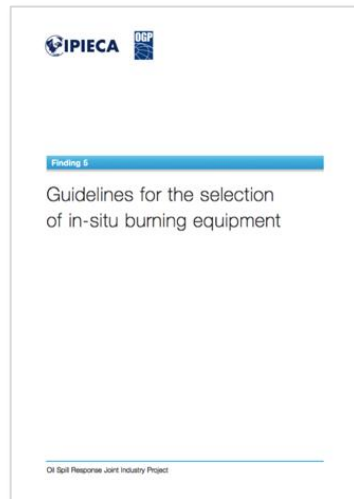 IPIECA
OGP
Finding 5
Guidelines for the selection
of in-situ burning equipment
Oil Spill Response Joint Industry Project